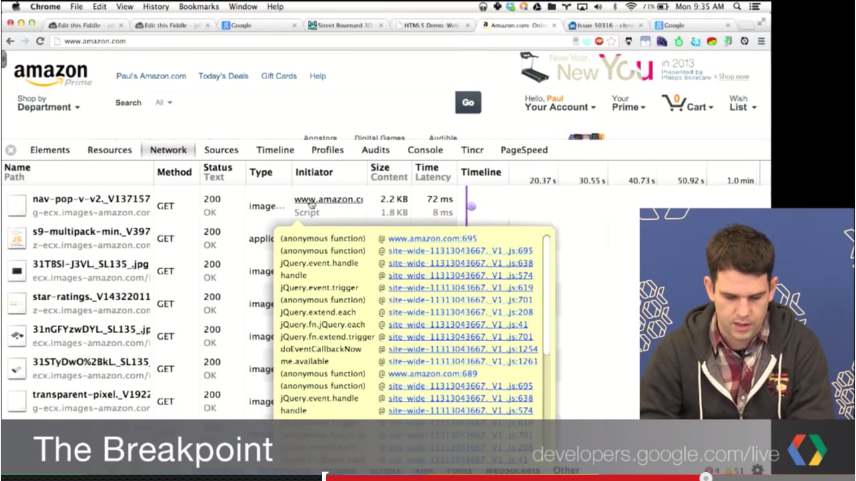 Chrome File Edit View History Bookmarks Window Help 71% Mon 9:35 AM
Edit this Fiddle Edit this Fiddle Google Street Rosemard 3D HTML5 Demo: Web Amazon.com: Onlin Issue 50316 Google
www.amazon.com
amazon
Prime
Paul's Amazon.com Today's Deals Gift Cards Help
New Year
New You
in 2013
Shop now
Shop by
Department
Search All Go
Hello, Paul
Your Account
Your
Prime
0
Cart
Wish
List
Appstore Digital Games Audible
Elements Resources Network Sources Timeline Profiles Audits Console Tincr PageSpeed
Name
Path
Method
Status
Text
Type
Initiator
Size
Content
Time
Latency
Timeline
20.37 s 30.55 s 40.73 s 50.92 s 1.0 min
nav-pop-v-v2._V137157
g-ecx.images-amazon.com
GET
200
OK
image...
www.amazon.co
Script
2.2 KB
1.8 KB
72 ms
8 ms
s9-multipack-min._V397
z-ecx.images-amazon.com
GET
200
OK
applic
31T8SI-J3VL._SL135_.jpg
ecx.images-amazon.com/i
GET
200
OK
image
star-ratings._V14322011
z-ecx.images-amazon.com
GET
200
OK
image
31nGFYzwDYL._SL135_.jp
ecx.images-amazon.com/i
GET
200
OK
image
31STyDwO%2BkL._SL135_
ecx.images-amazon.com/i
GET
200
OK
image
transparent-pixel._V1922
g-ecx.images-amazon.com
GET
200
OK
image
(anonymous function) @ www.amazon.com:695
(anonymous function) @ site-wide-11313043667._V1_.js:695
jQuery.event.handle @ site-wide-11313043667._V1_.js:638
handle @ site-wide-11313043667._V1_.js:574
jQuery.event.trigger @ site-wide-11313043667._V1_.js:619
(anonymous function) @ site-wide-11313043667._V1_.js:701
jQuery.extend.each @ site-wide-11313043667._V1_.js:208
jQuery.fn.jQuery.each @ site-wide-11313043667._V1_.js:41
jQuery.fn.extend.trigger @ site-wide-11313043667._V1_.js:701
doEventCallbackNow @ site-wide-11313043667._V1_.js:1254
me.available @ site-wide-11313043667._V1_.js:1261
(anonymous function) @ www.amazon.com:689
(anonymous function) @ site-wide-11313043667._V1_.js:695
jQuery.event.handle @ site-wide-11313043667._V1_.js:638
handle @ site-wide-11313043667._V1_.js:574
The Breakpoint
developers.google.com/live
WebSockets Other
4 51